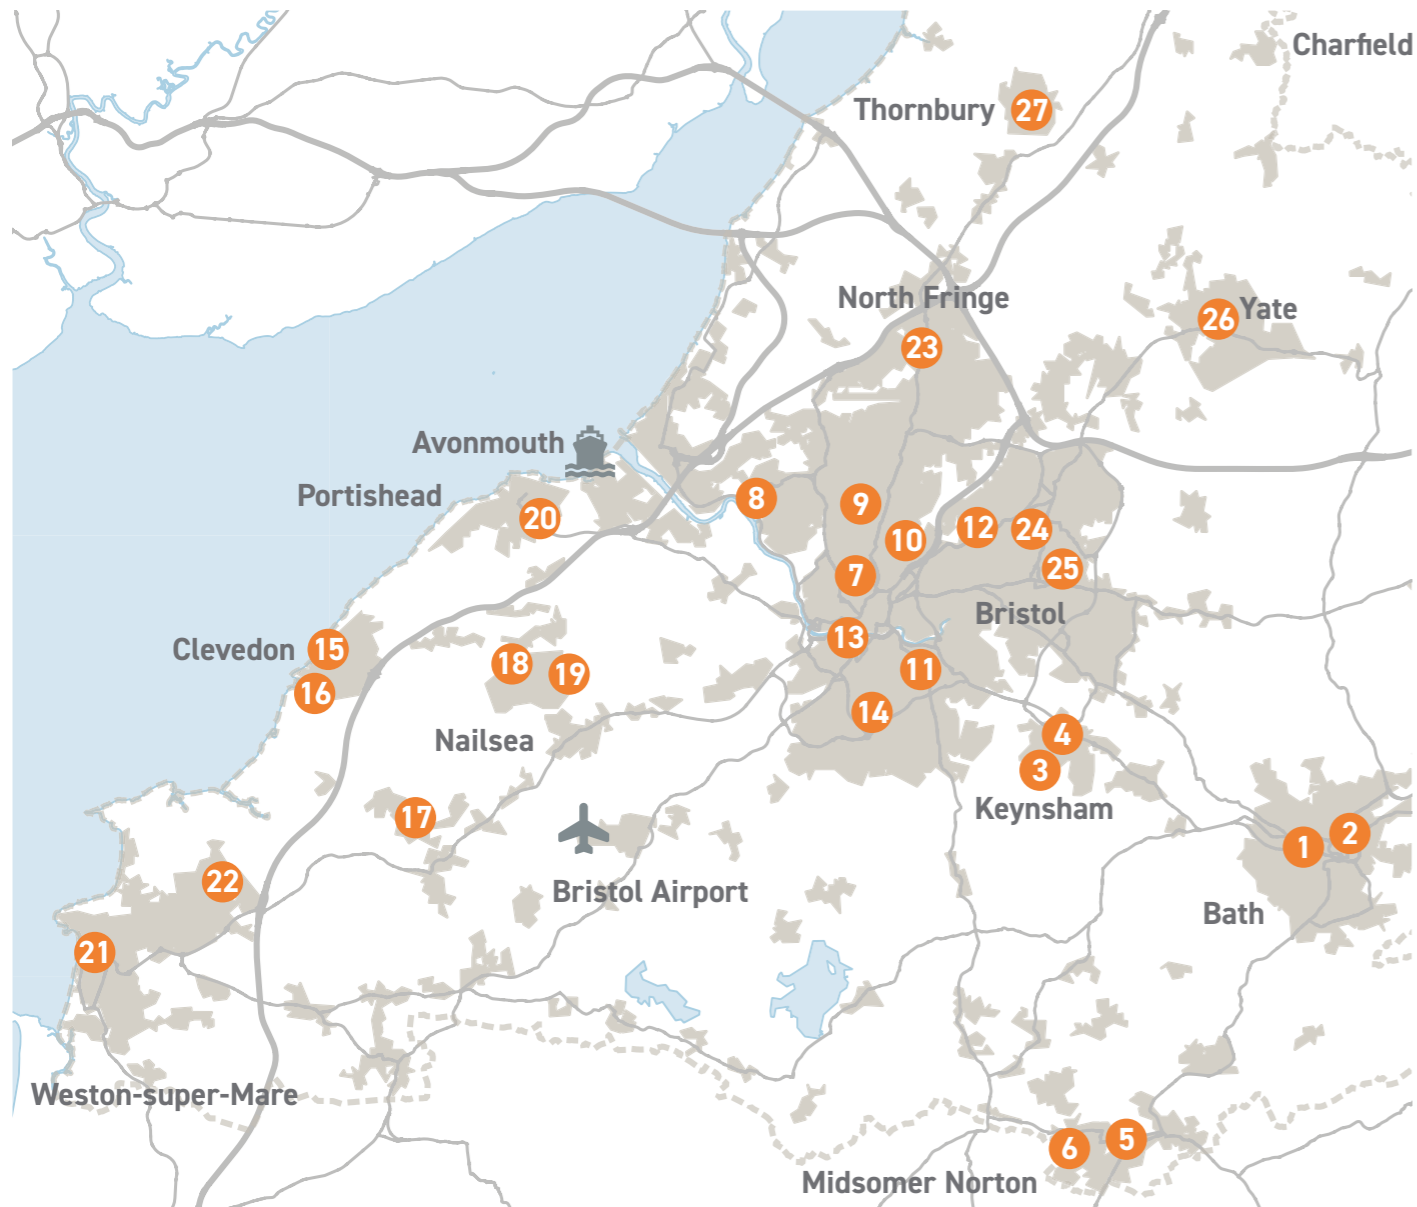 Charfield
Thornbury
27
North Fringe
26
Yate
23
Avonmouth
Portishead
8
9
20
12
24
10
25
7
Bristol
13
Clevedon
15
18
19
11
16
14
Nailsea
4
3
Keynsham
17
2
1
22
Bristol Airport
Bath
21
Weston-super-Mare
5
6
Midsomer Norton